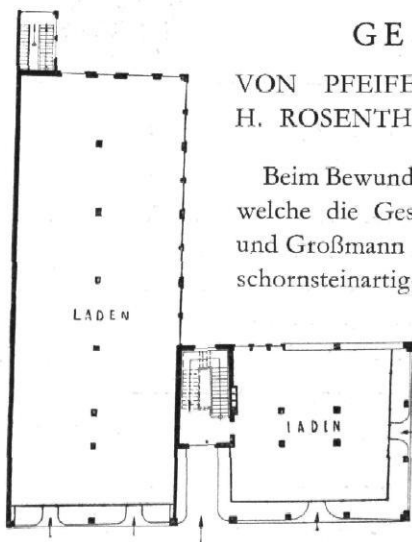 GE
VON PFEIFE
H. ROSENTH
Beim Bewund
welche die Ges
und Großmann
schornsteinartig
LADEN
LADEN